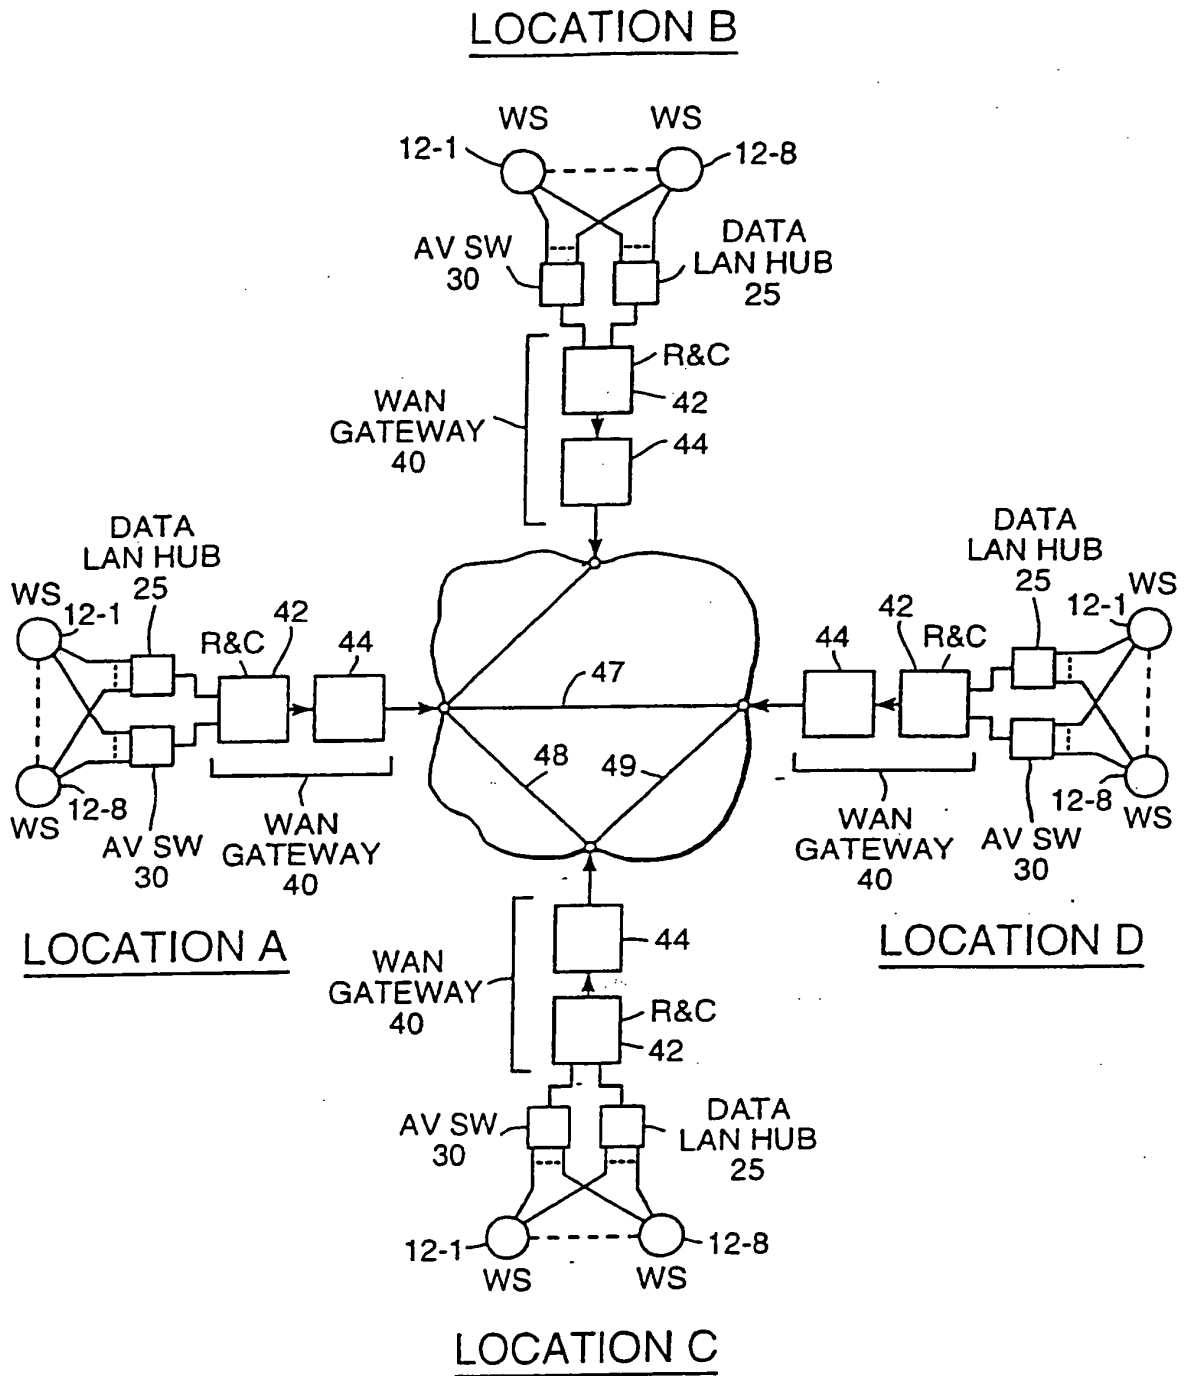 LOCATION B
WS WS
12-1 12-8
AV SW
30
DATA
LAN HUB
25
R&C
42
WAN
GATEWAY
40
44
DATA
LAN HUB
25
WS
12-1
R&C
42
44
12-8
WS
AV SW
30
WAN
GATEWAY
40
LOCATION A
47
48
49
DATA
LAN HUB
25
WS
12-1
42
R&C
44
12-8
WS
AV SW
30
WAN
GATEWAY
40
LOCATION D
44
WAN
GATEWAY
40
R&C
42
AV SW
30
DATA
LAN HUB
25
12-1 12-8
WS WS
LOCATION C